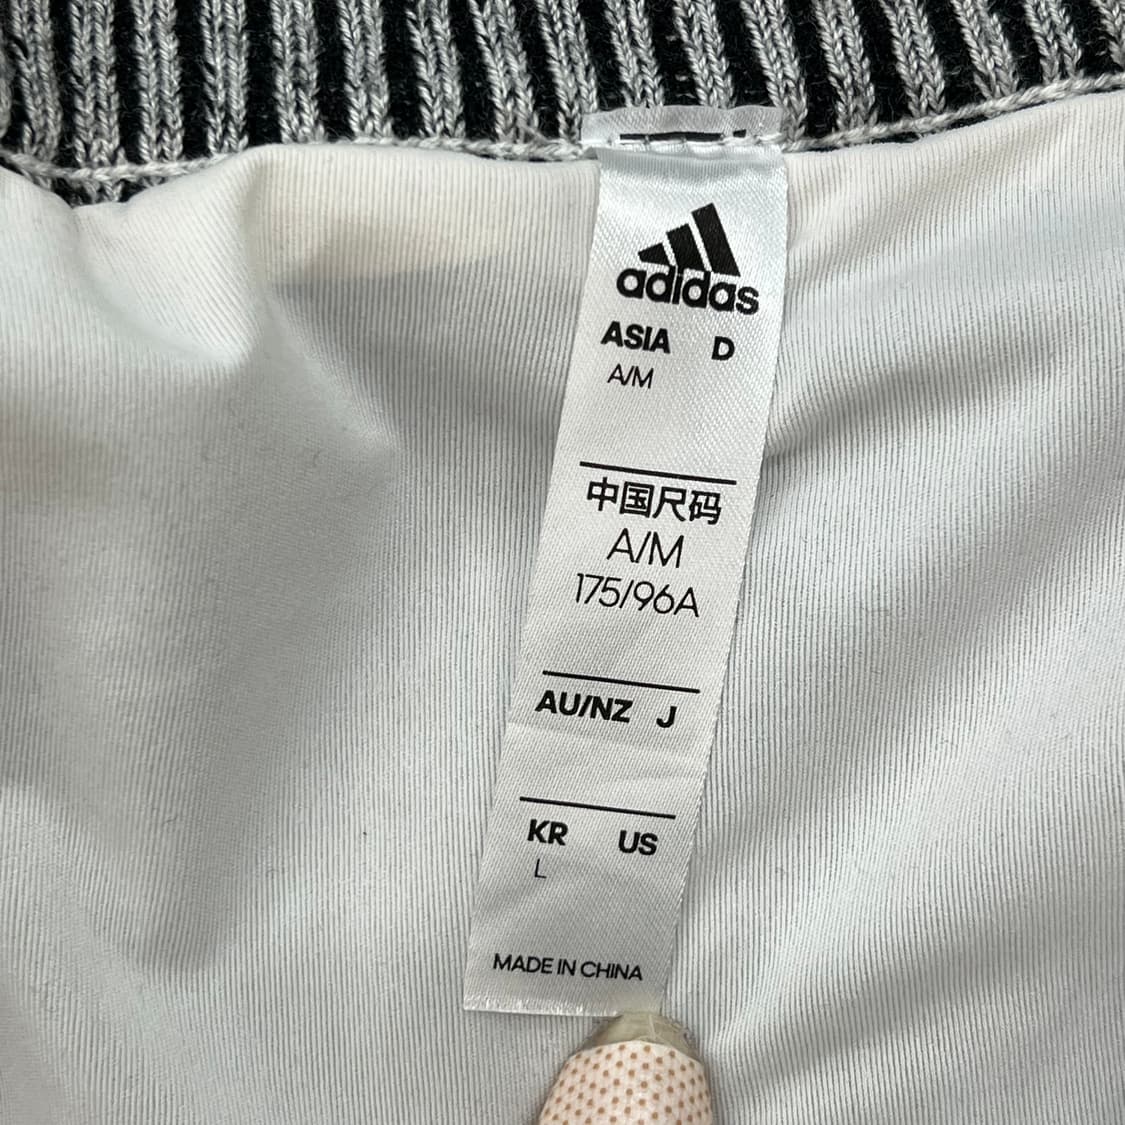 adidas
ASIA D
A/M
中国尺码
A/M
175/96A
AU/NZ J
KR US
L
MADE IN CHINA